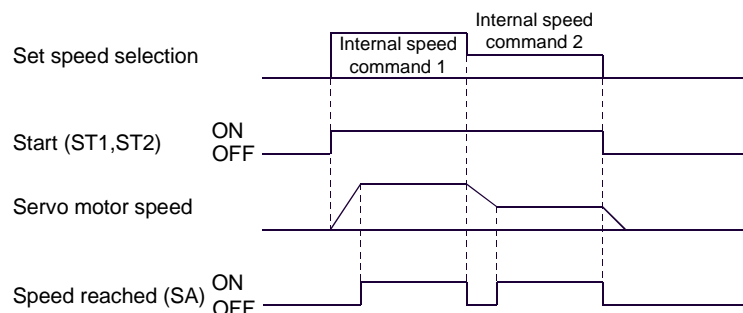 Set speed selection
Internal speed
command 1
Internal speed
command 2
Start (ST1,ST2)
ON
OFF
Servo motor speed
Speed reached (SA)
ON
OFF